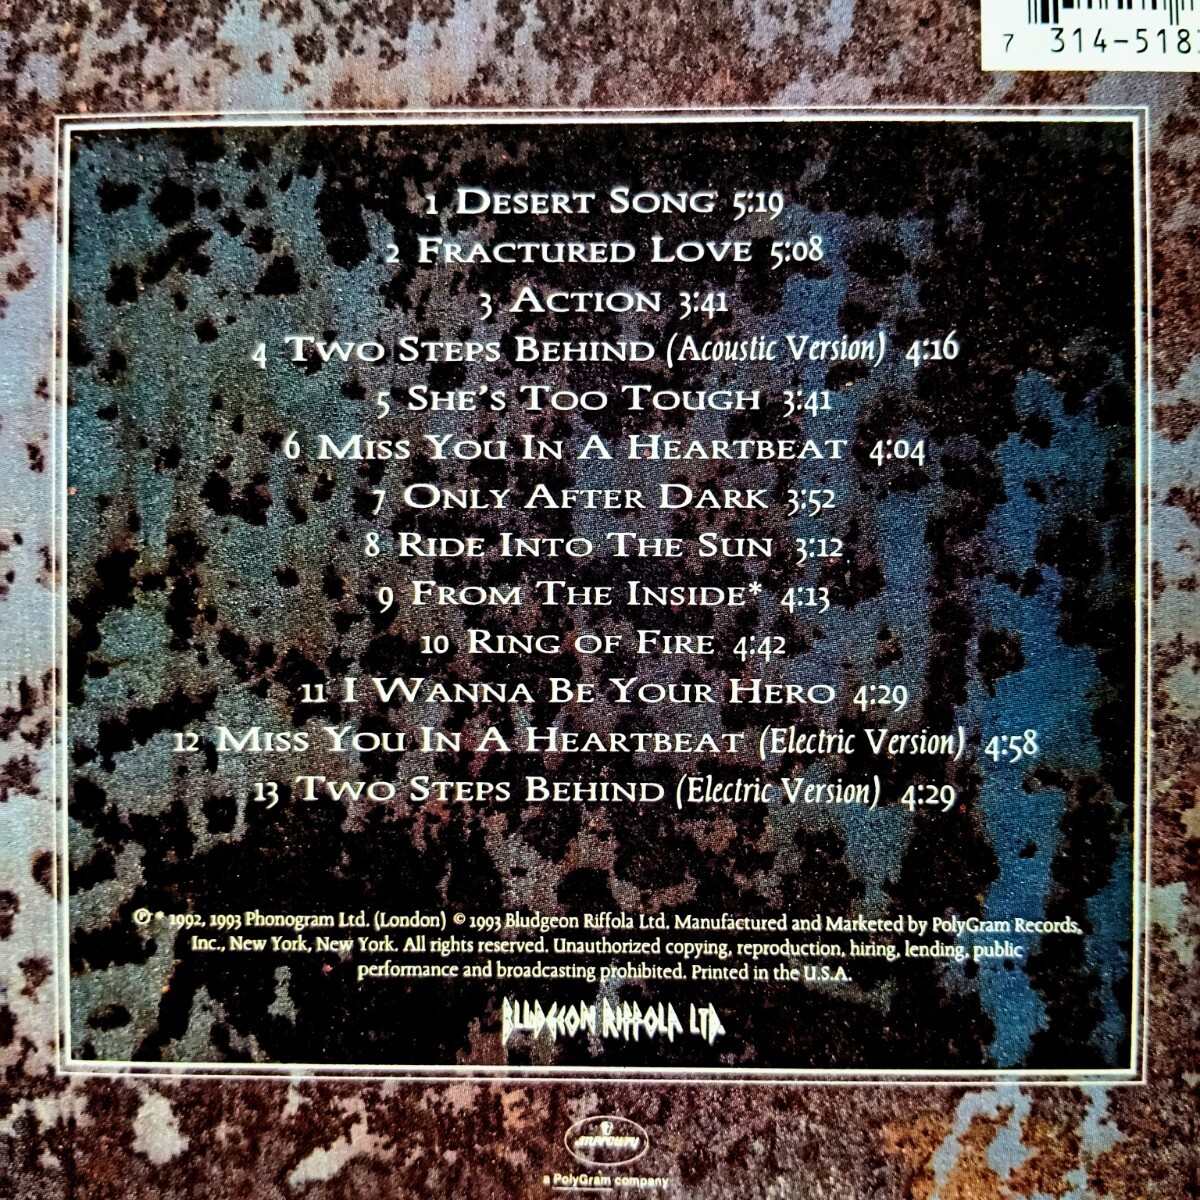 7 314-518
1 DESERT SONG 5:19
2 FRACTURED LOVE 5:08
3 ACTION 3:41
4 TWO STEPS BEHIND (Acoustic Version) 4:16
5 SHE'S TOO TOUGH 3:41
6 MISS YOU IN A HEARTBEAT 4:04
7 ONLY AFTER DARK 3:52
8 RIDE INTO THE SUN 3:12
9 FROM THE INSIDE* 4:13
10 RING OF FIRE 4:42
11 I WANNA BE YOUR HERO 4:29
12 MISS YOU IN A HEARTBEAT (Electric Version) 4:58
13 TWO STEPS BEHIND (Electric Version) 4:29
℗* 1992, 1993 Phonogram Ltd. (London) © 1993 Bludgeon Riffola Ltd. Manufactured and Marketed by PolyGram Records,
Inc., New York, New York. All rights reserved. Unauthorized copying, reproduction, hiring, lending, public
performance and broadcasting prohibited. Printed in the U.S.A.
BLUDGEON RIFFOLA LTD.
mercury
a PolyGram company